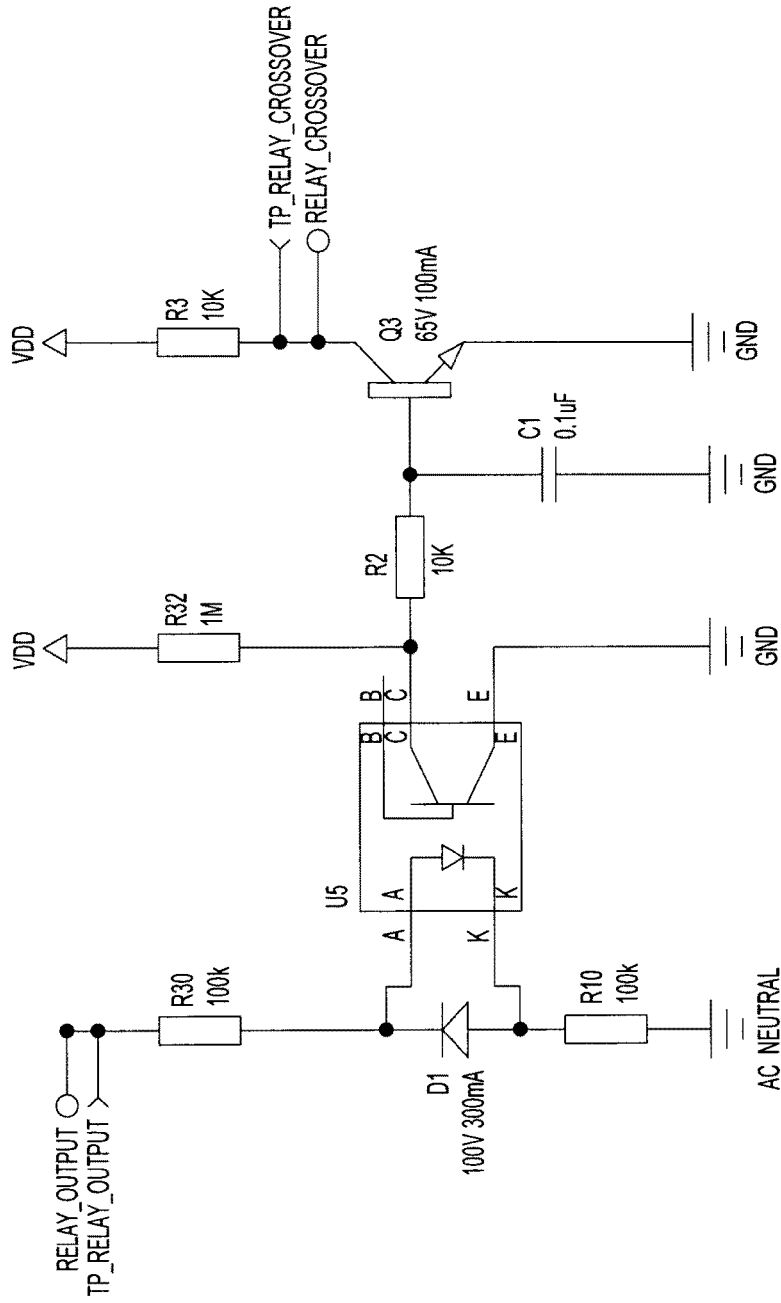 RELAY_OUTPUT
TP_RELAY_OUTPUT
R30
100k
D1
100V 300mA
R10
100k
AC NEUTRAL
U5
A
A
K
K
B
B
C
C
E
E
VDD
R32
1M
R2
10K
GND
VDD
R3
10K
TP_RELAY_CROSSOVER
RELAY_CROSSOVER
Q3
65V 100mA
C1
0.1uF
GND
GND